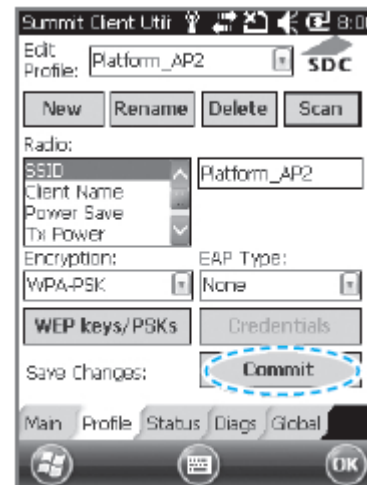 Summit Client Utili 8:00
Edit
Profile: Platform_AP2
SDC
New Rename Delete Scan
Radio:
SSID Platform_AP2
Client Name
Power Save
Tx Power
Encryption: EAP Type:
WPA-PSK None
WEP keys/PSKs Credentials
Save Changes: Commit
Main Profile Status Diags Global
OK